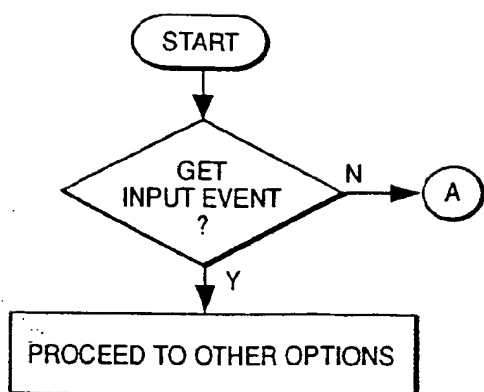 START
GET
INPUT EVENT
?
N
A
Y
PROCEED TO OTHER OPTIONS